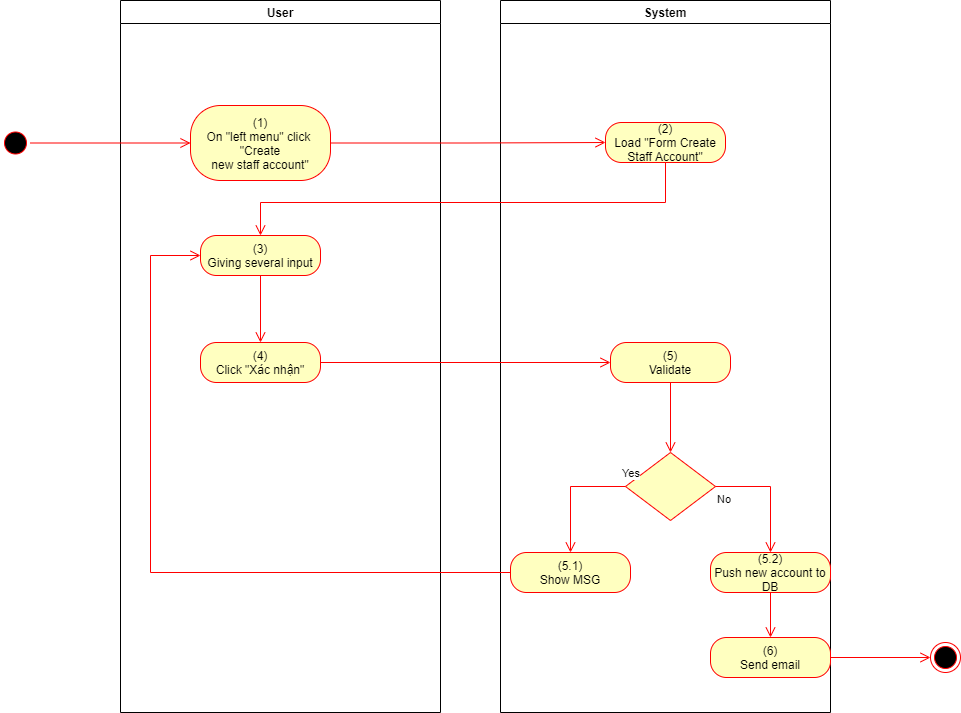 User
System
(1)
On "left menu" click
"Create
new staff account"
(2)
Load "Form Create
Staff Account"
(3)
Giving several input
(4)
Click "Xác nhận"
(5)
Validate
Yes
No
(5.1)
Show MSG
(5.2)
Push new account to
DB
(6)
Send email